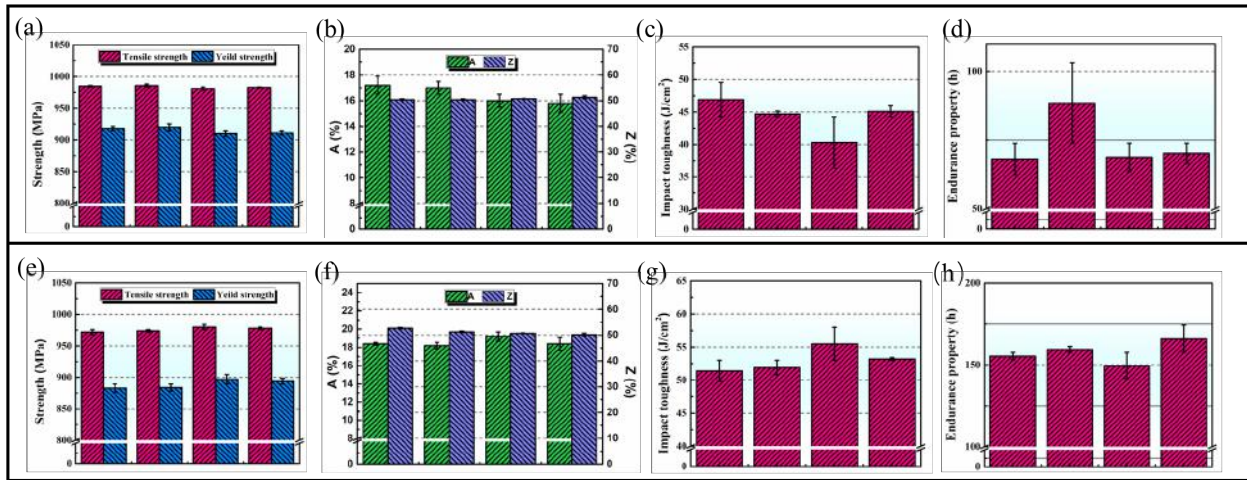 (a)
1050
1000
950
900
850
800
0
Strength (MPa)
Tensile strength
Yeild strength
(b)
20
18
16
14
12
10
8
0
A (%)
A
Z
70
60
50
40
30
20
10
0
Z (%)
(c)
55
50
45
40
35
30
0
Impact toughness (J/cm²)
(d)
100
50
0
Endurance property (h)
(e)
1050
1000
950
900
850
800
0
Strength (MPa)
Tensile strength
Yeild strength
(f)
24
22
20
18
16
14
12
10
8
0
A (%)
A
Z
70
60
50
40
30
20
10
0
Z (%)
(g)
65
60
55
50
45
40
0
Impact toughness (J/cm²)
(h)
200
150
100
0
Endurance property (h)